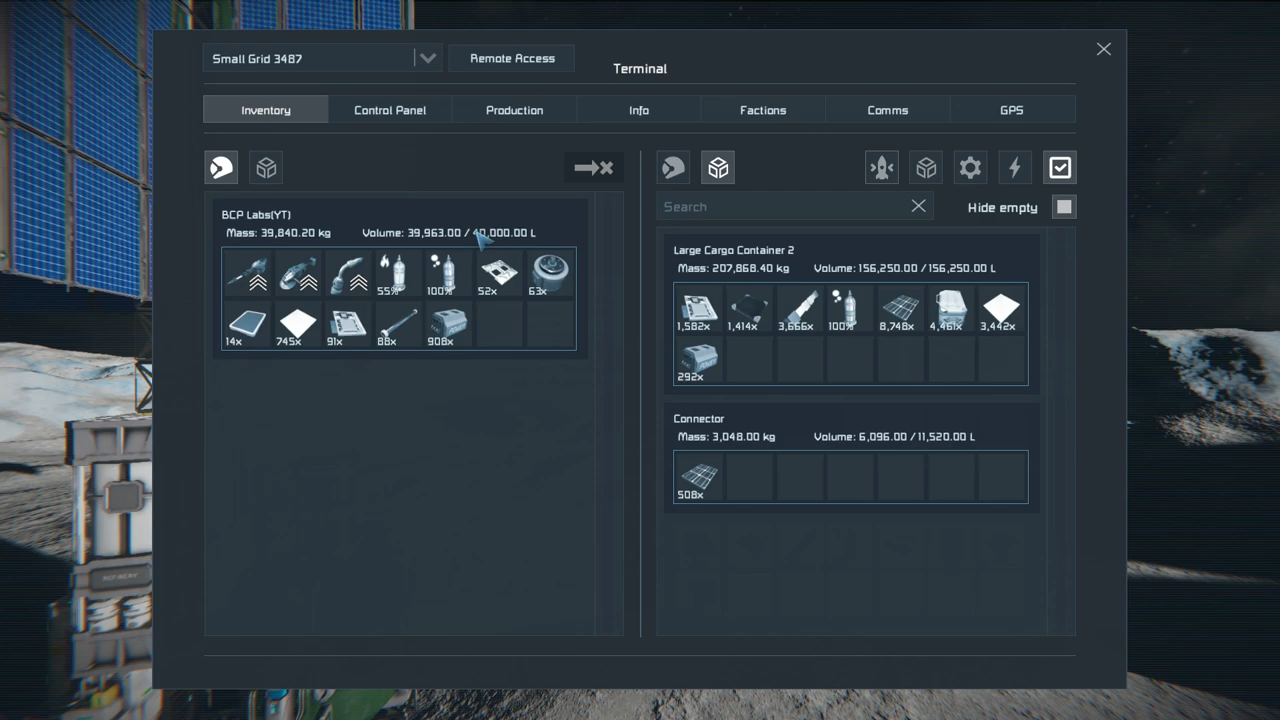 Small Grid 3487
Remote Access
Terminal
Inventory
Control Panel
Production
Info
Factions
Comms
GPS
BCP Labs(YT)
Mass: 39,840.20 kg Volume: 39,963.00 / 40,000.00 L
55% 100% 52x 63x
14x 745x 91x 88x 908x
Search
Hide empty
Large Cargo Container 2
Mass: 207,868.40 kg Volume: 156,250.00 / 156,250.00 L
1,582x 1,414x 3,666x 100% 8,748x 4,461x 3,442x
292x
Connector
Mass: 3,048.00 kg Volume: 6,096.00 / 11,520.00 L
508x
REFINERY